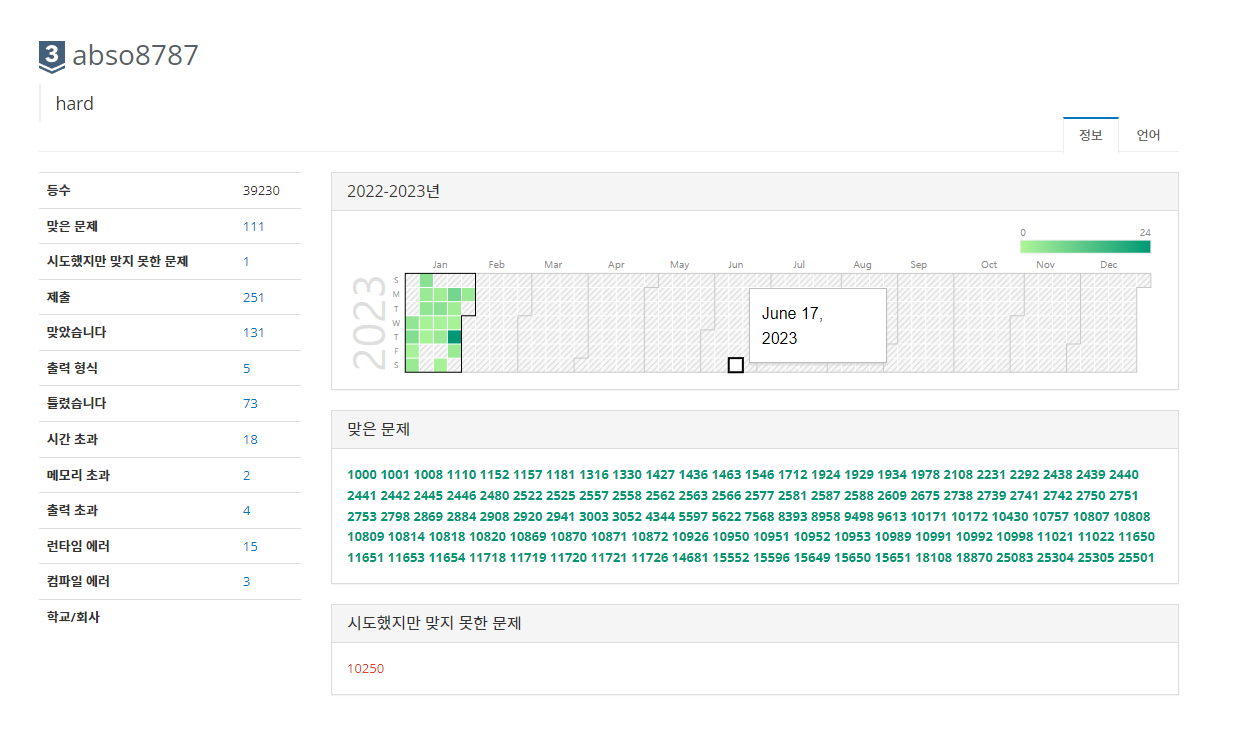 3 abso8787
hard
정보 언어
등수 39230
맞은 문제 111
시도했지만 맞지 못한 문제 1
제출 251
맞았습니다 131
출력 형식 5
틀렸습니다 73
시간 초과 18
메모리 초과 2
출력 초과 4
런타임 에러 15
컴파일 에러 3
학교/회사
2022-2023년
0 24
Jan Feb Mar Apr May Jun Jul Aug Sep Oct Nov Dec
2023
S
M
T
W
T
F
S
June 17,
2023
맞은 문제
1000 1001 1008 1110 1152 1157 1181 1316 1330 1427 1436 1463 1546 1712 1924 1929 1934 1978 2108 2231 2292 2438 2439 2440
2441 2442 2445 2446 2480 2522 2525 2557 2558 2562 2563 2566 2577 2581 2587 2588 2609 2675 2738 2739 2741 2742 2750 2751
2753 2798 2869 2884 2908 2920 2941 3003 3052 4344 5597 5622 7568 8393 8958 9498 9613 10171 10172 10430 10757 10807 10808
10809 10814 10818 10820 10869 10870 10871 10872 10926 10950 10951 10952 10953 10989 10991 10992 10998 11021 11022 11650
11651 11653 11654 11718 11719 11720 11721 11726 14681 15552 15596 15649 15650 15651 18108 18870 25083 25304 25305 25501
시도했지만 맞지 못한 문제
10250